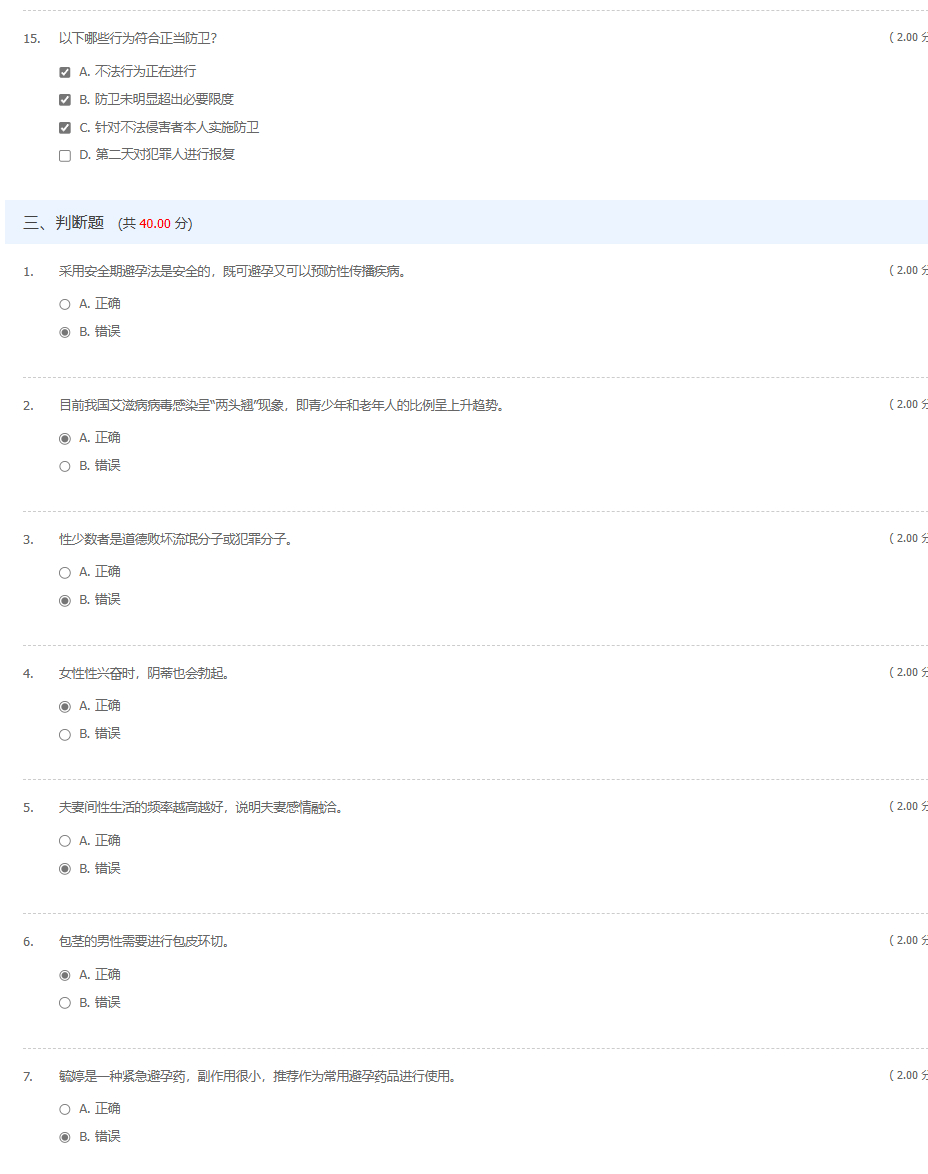 15. 以下哪些行为符合正当防卫？ ( 2.00 分
A. 不法行为正在进行
B. 防卫未明显超出必要限度
C. 针对不法侵害者本人实施防卫
D. 第二天对犯罪人进行报复
三、判断题 (共 40.00 分)
1. 采用安全期避孕法是安全的，既可避孕又可以预防性传播疾病。 ( 2.00 分
A. 正确
B. 错误
2. 目前我国艾滋病病毒感染呈“两头翘”现象，即青少年和老年人的比例呈上升趋势。 ( 2.00 分
A. 正确
B. 错误
3. 性少数者是道德败坏流氓分子或犯罪分子。 ( 2.00 分
A. 正确
B. 错误
4. 女性性兴奋时，阴蒂也会勃起。 ( 2.00 分
A. 正确
B. 错误
5. 夫妻间性生活的频率越高越好，说明夫妻感情融洽。 ( 2.00 分
A. 正确
B. 错误
6. 包茎的男性需要进行包皮环切。 ( 2.00 分
A. 正确
B. 错误
7. 毓婷是一种紧急避孕药，副作用很小，推荐作为常用避孕药品进行使用。 ( 2.00 分
A. 正确
B. 错误